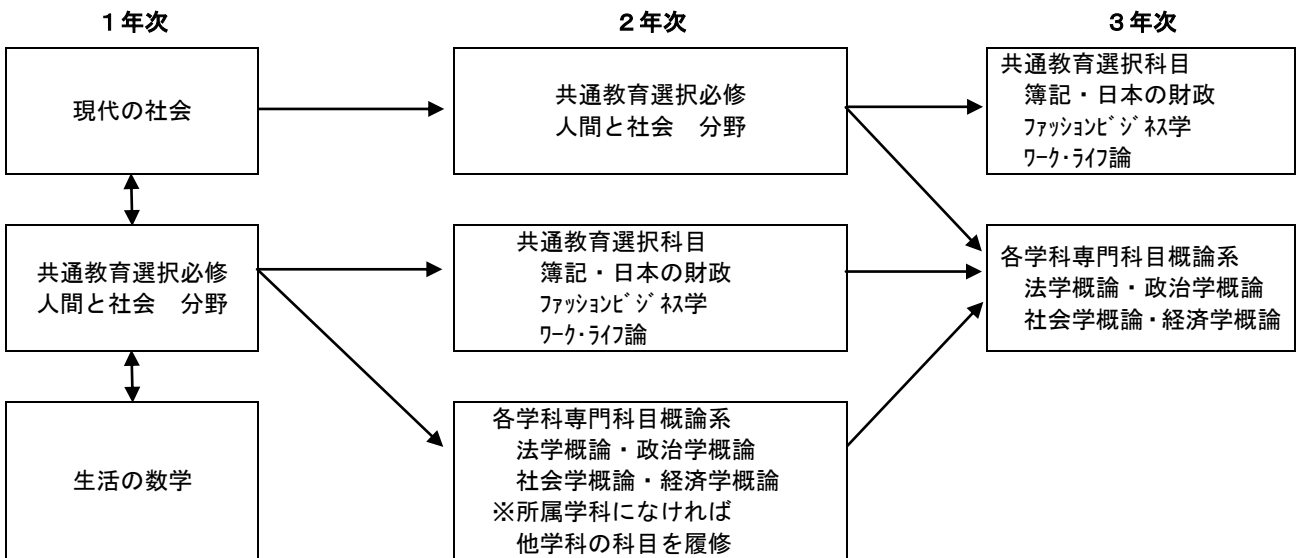 1年次
2年次
3年次
現代の社会
共通教育選択必修
人間と社会　分野
共通教育選択科目
簿記・日本の財政
ﾌｧｯｼｮﾝﾋﾞｼﾞﾈｽ学
ﾜｰｸ･ﾗｲﾌ論
共通教育選択必修
人間と社会　分野
共通教育選択科目
簿記・日本の財政
ﾌｧｯｼｮﾝﾋﾞｼﾞﾈｽ学
ﾜｰｸ･ﾗｲﾌ論
各学科専門科目概論系
法学概論・政治学概論
社会学概論・経済学概論
生活の数学
各学科専門科目概論系
法学概論・政治学概論
社会学概論・経済学概論
※所属学科になければ
他学科の科目を履修